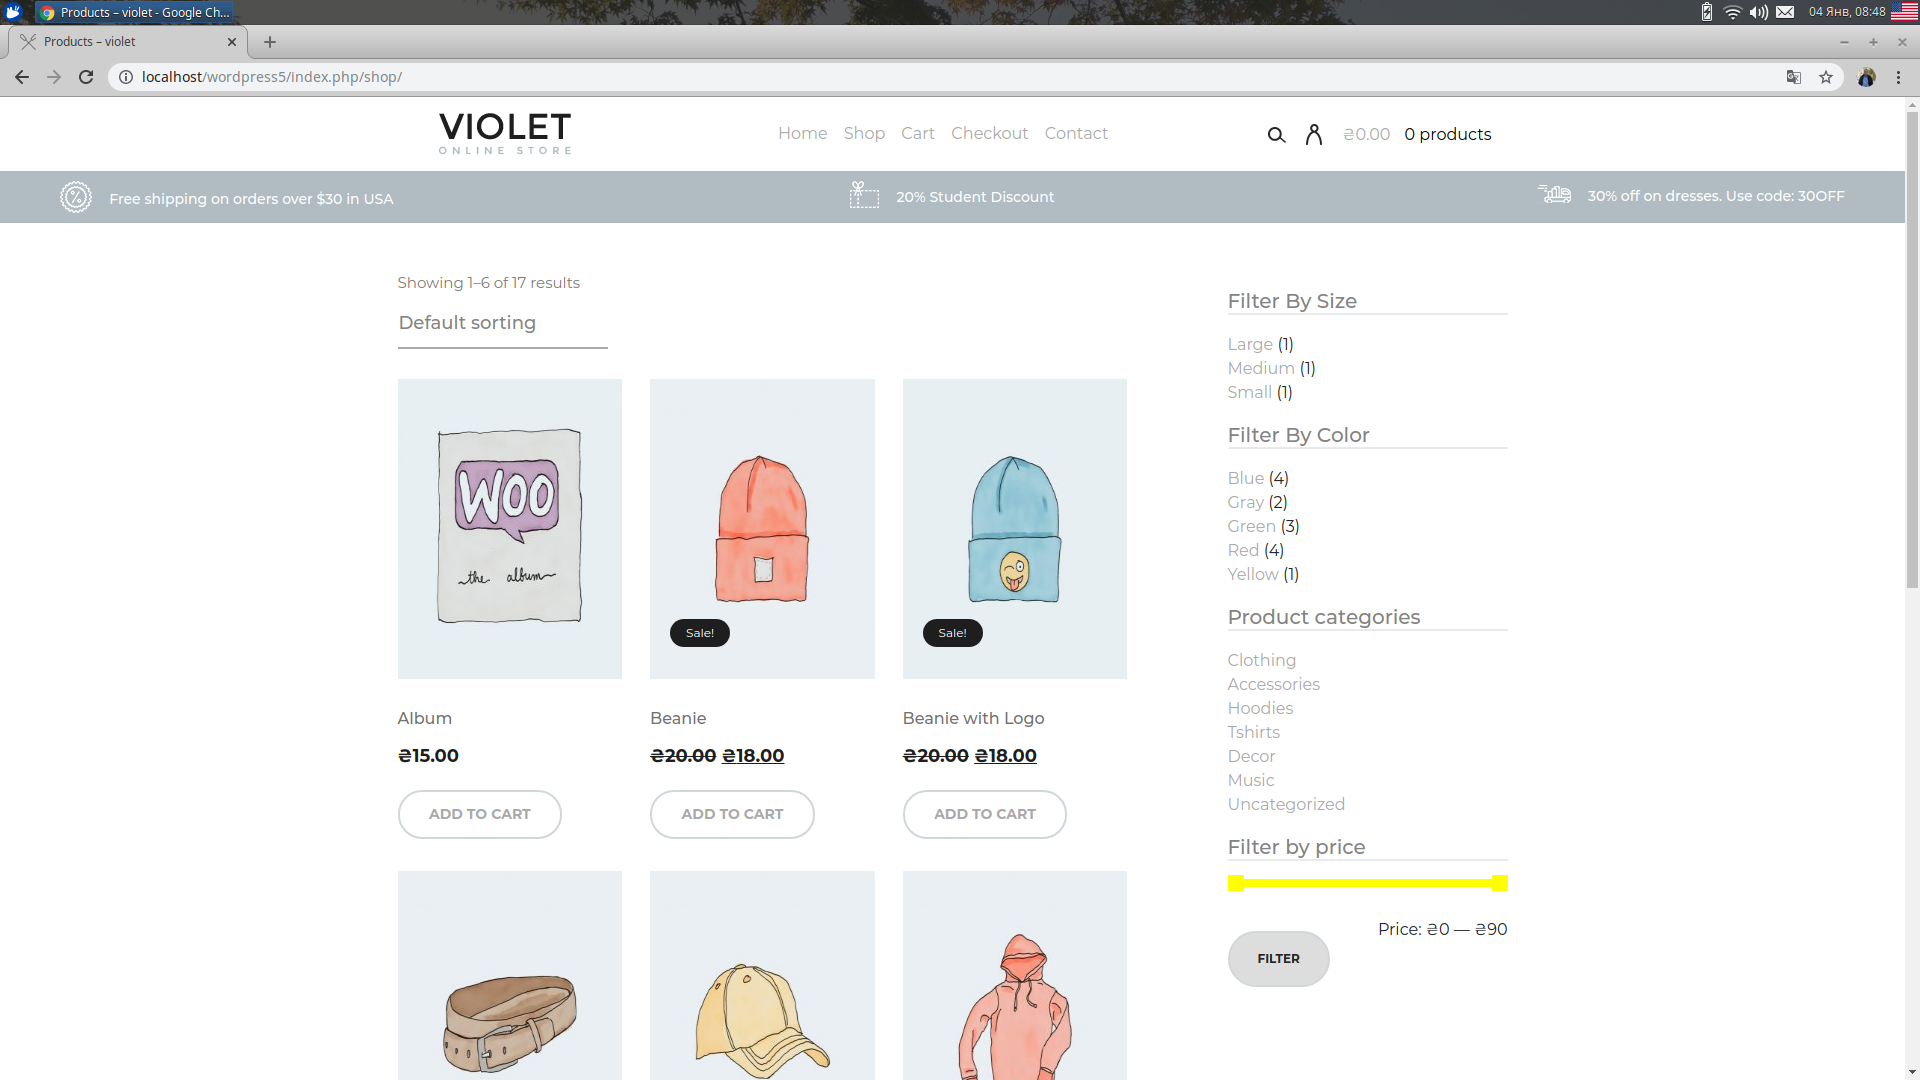 Products – violet - Google Ch...
04 Янв, 08:48
Products – violet
localhost/wordpress5/index.php/shop/
VIOLET
ONLINE STORE
Home Shop Cart Checkout Contact
₴0.00 0 products
Free shipping on orders over $30 in USA
20% Student Discount
30% off on dresses. Use code: 30OFF
Showing 1–6 of 17 results
Default sorting
WOO
the album
Sale!
Sale!
Album
Beanie
Beanie with Logo
₴15.00
₴20.00 ₴18.00
₴20.00 ₴18.00
ADD TO CART
ADD TO CART
ADD TO CART
Filter By Size
Large (1)
Medium (1)
Small (1)
Filter By Color
Blue (4)
Gray (2)
Green (3)
Red (4)
Yellow (1)
Product categories
Clothing
Accessories
Hoodies
Tshirts
Decor
Music
Uncategorized
Filter by price
Price: ₴0 — ₴90
FILTER